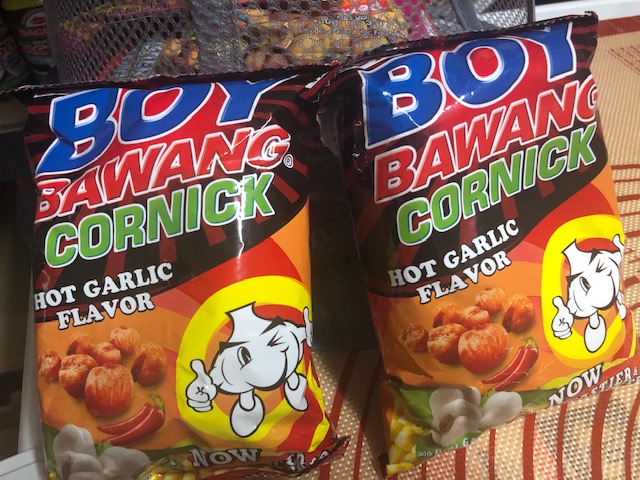 BOY
BAWANG®
CORNICK
HOT GARLIC
FLAVOR
NOW
BOY
BAWANG
CORNICK
HOT GARLIC
FLAVOR
NOW